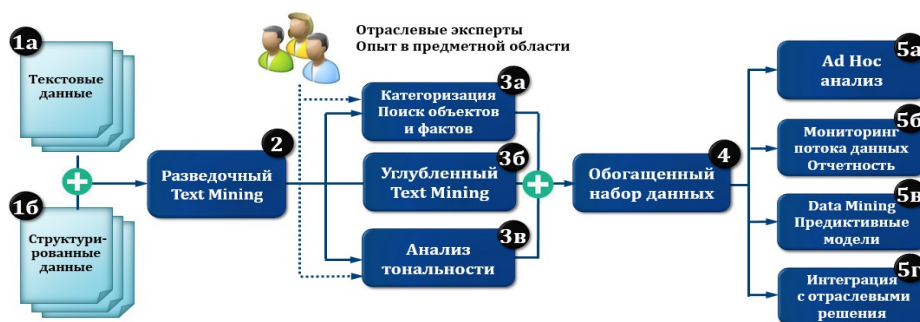 Отраслевые эксперты
Опыт в предметной области
1а
Текстовые
данные
1б
Структури-
рованные
данные
2
Разведочный
Text Mining
3а
Категоризация
Поиск объектов
и фактов
3б
Углубленный
Text Mining
3в
Анализ
тональности
4
Обогащенный
набор данных
5а
Ad Hoc
анализ
5б
Мониторинг
потока данных
Отчетность
5в
Data Mining
Предиктивные
модели
5г
Интеграция
с отраслевыми
решения